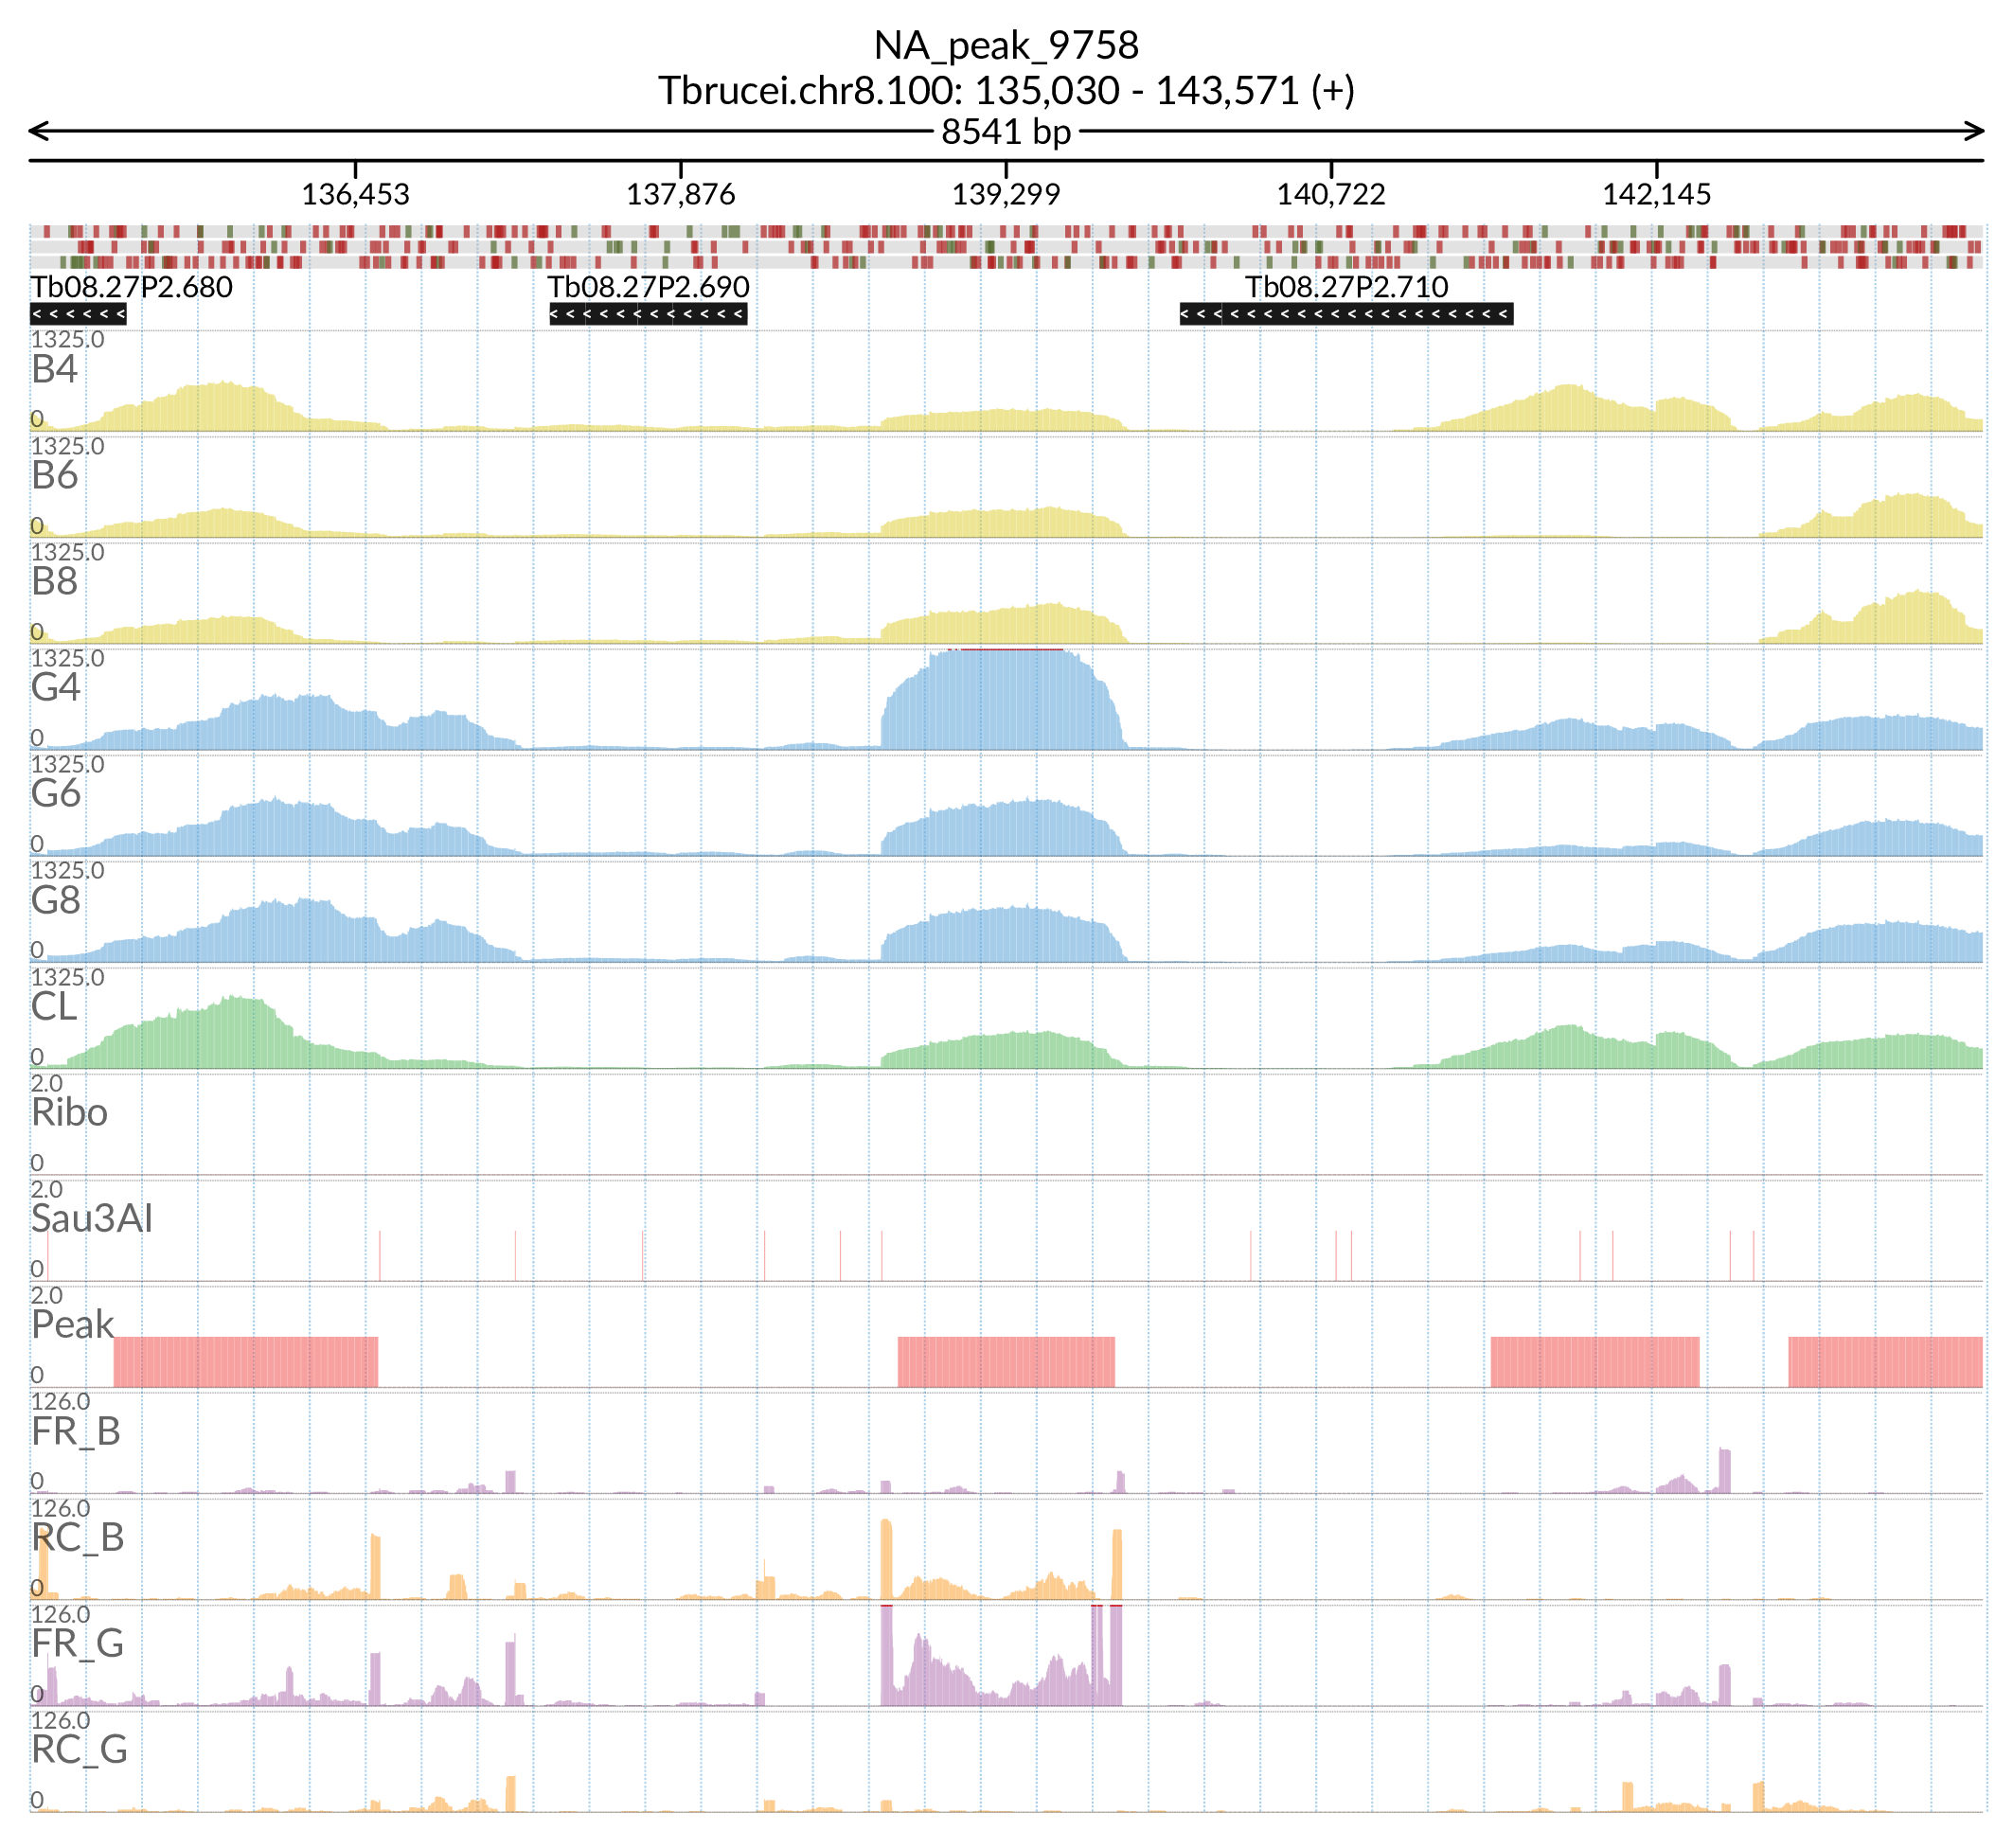 NA_peak_9758
Tbrucei.chr8.100: 135,030 - 143,571 (+)
8541 bp
136,453 137,876 139,299 140,722 142,145
Tb08.27P2.680 Tb08.27P2.690 Tb08.27P2.710
1325.0
B4
0
1325.0
B6
0
1325.0
B8
0
1325.0
G4
0
1325.0
G6
0
1325.0
G8
0
1325.0
CL
0
2.0
Ribo
0
2.0
Sau3AI
0
2.0
Peak
0
126.0
FR_B
0
126.0
RC_B
0
126.0
FR_G
0
126.0
RC_G
0